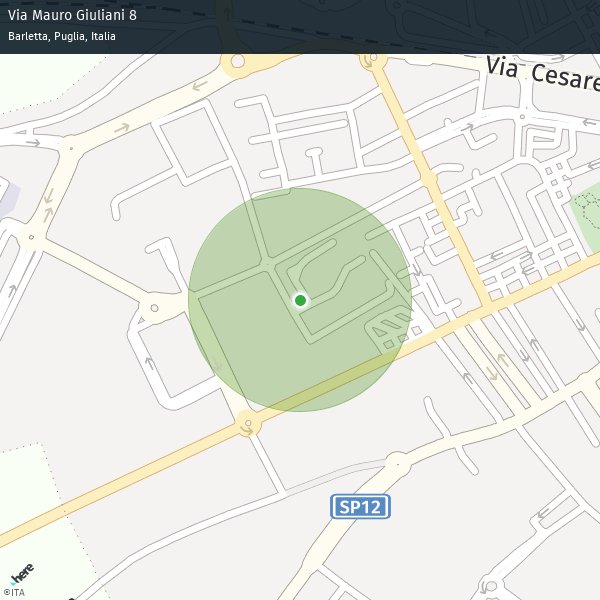 Via Mauro Giuliani 8
Barletta, Puglia, Italia
Via Cesare
SP12
here
©ITA